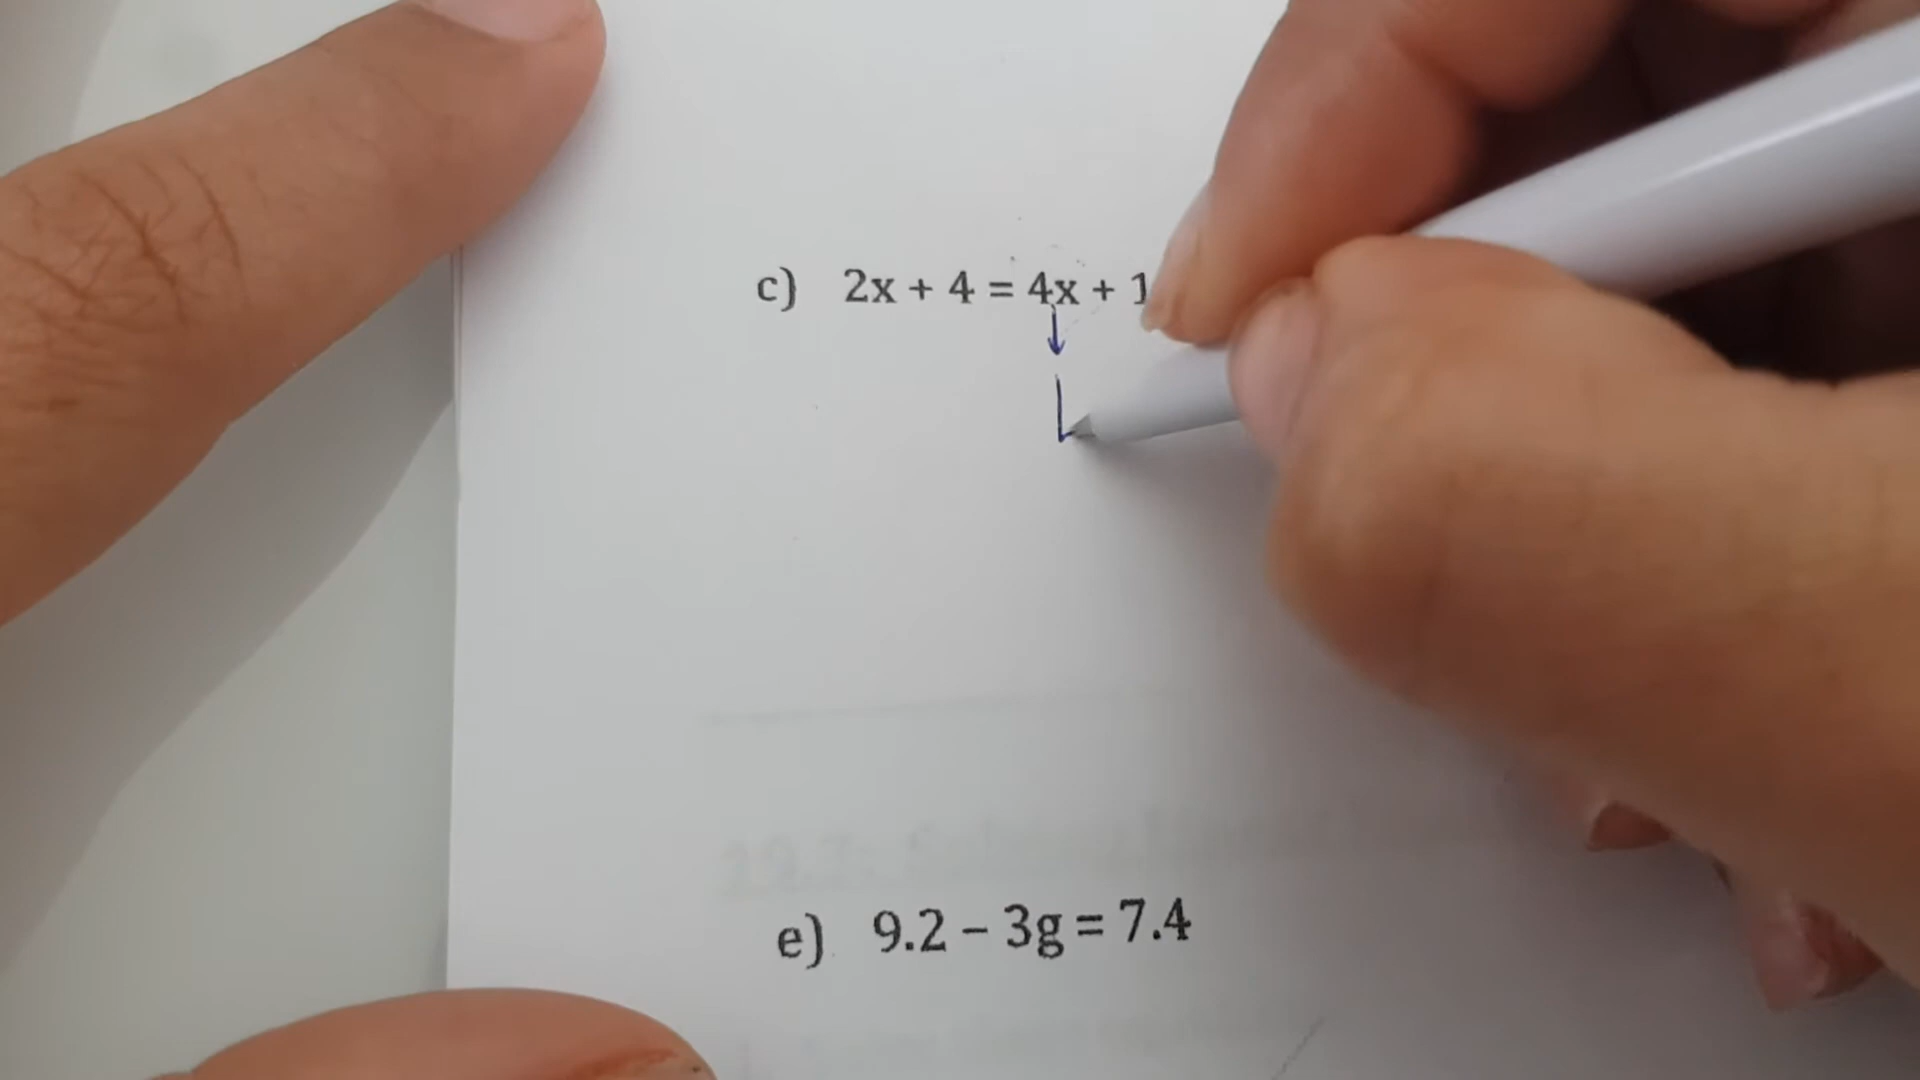 c) 2x + 4 = 4x + 1
e) 9.2 – 3g = 7.4